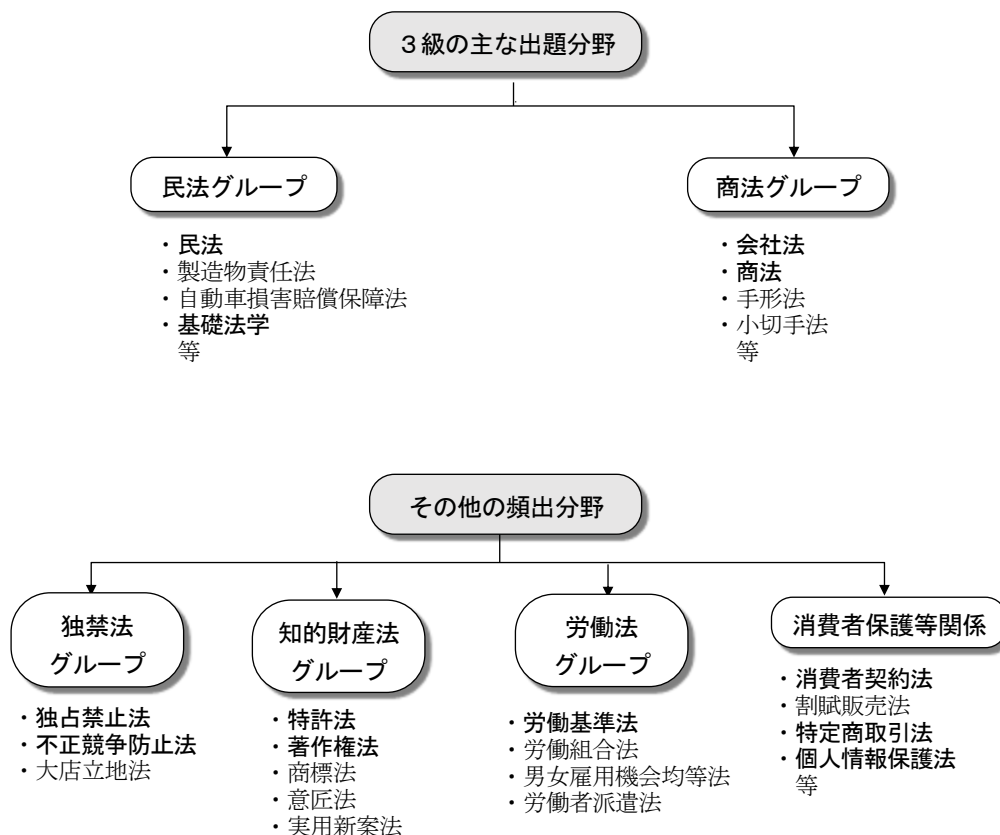 ３級の主な出題分野
民法グループ
・民法
・製造物責任法
・自動車損害賠償保障法
・基礎法学
等
商法グループ
・会社法
・商法
・手形法
・小切手法
等
その他の頻出分野
独禁法
グループ
・独占禁止法
・不正競争防止法
・大店立地法
知的財産法
グループ
・特許法
・著作権法
・商標法
・意匠法
・実用新案法
労働法
グループ
・労働基準法
・労働組合法
・男女雇用機会均等法
・労働者派遣法
消費者保護等関係
・消費者契約法
・割賦販売法
・特定商取引法
・個人情報保護法
等